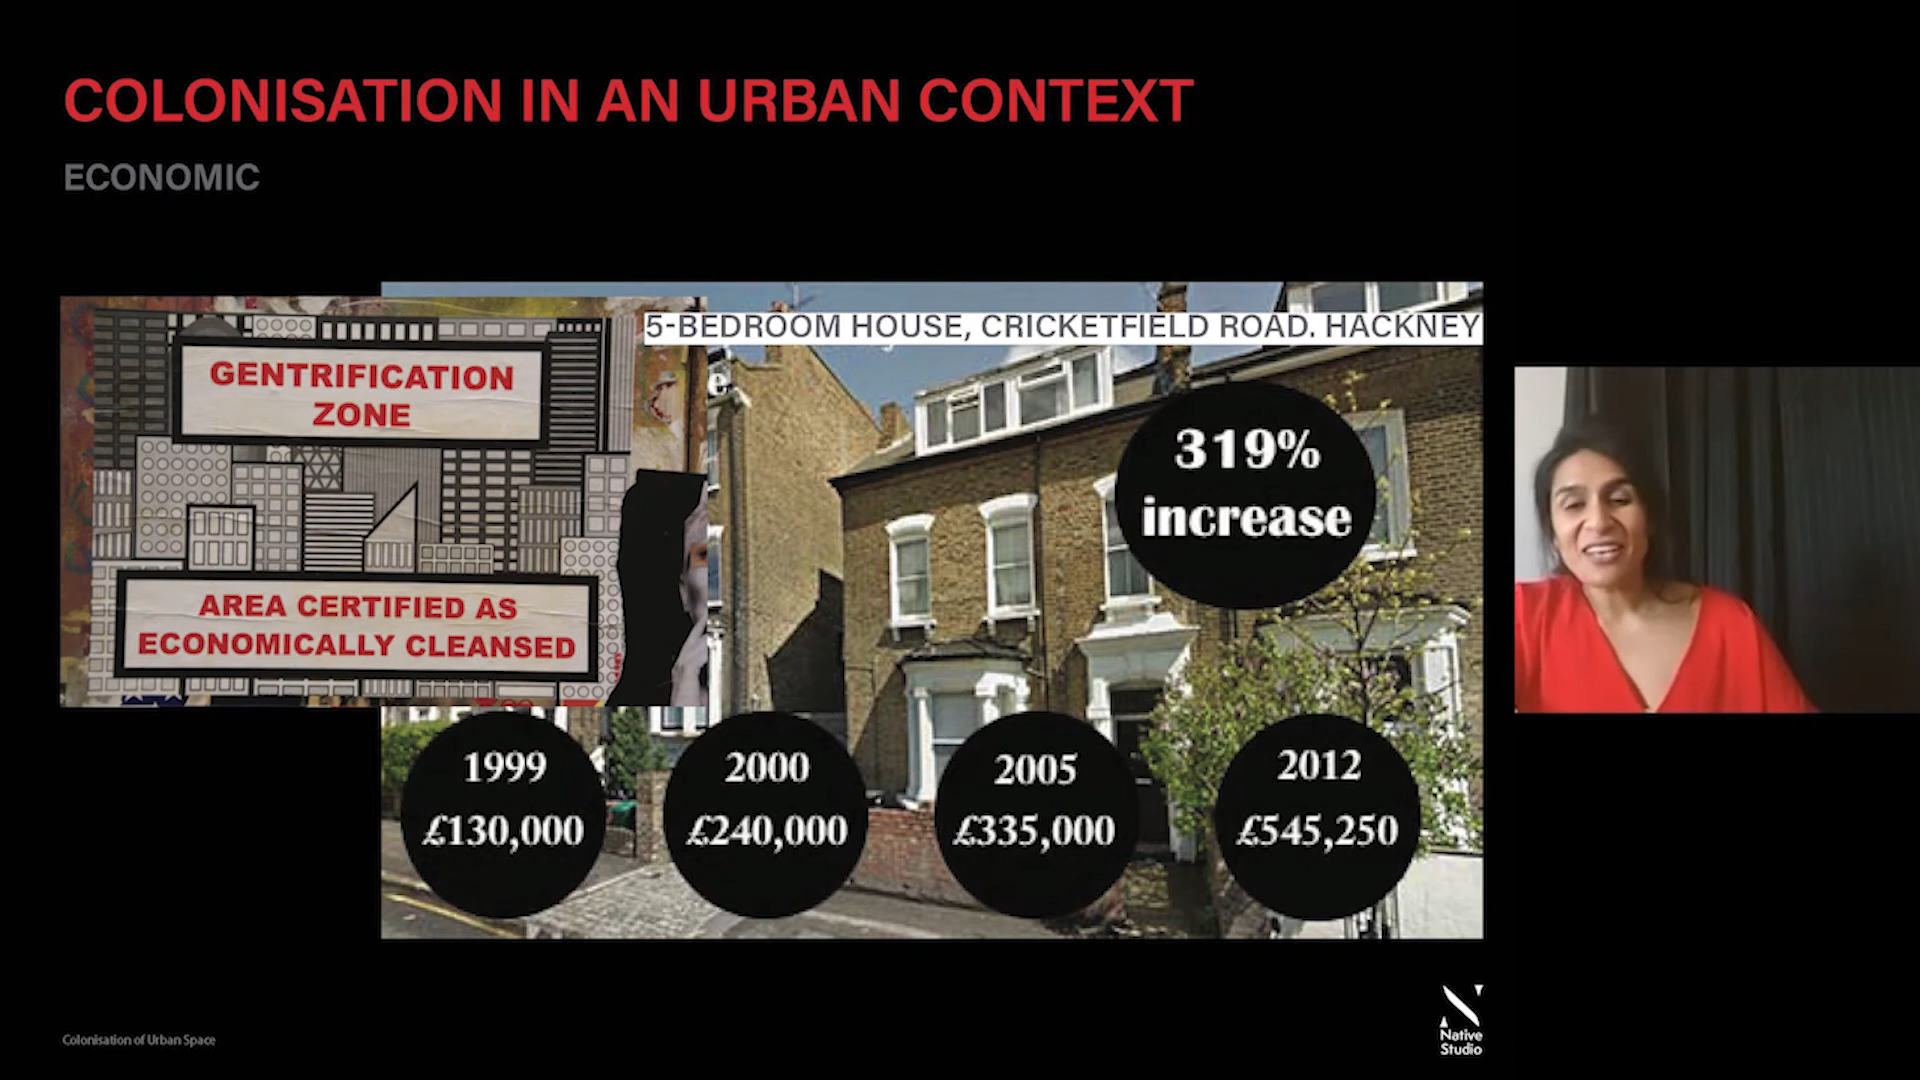 COLONISATION IN AN URBAN CONTEXT
ECONOMIC
5-BEDROOM HOUSE, CRICKETFIELD ROAD. HACKNEY
GENTRIFICATION
ZONE
AREA CERTIFIED AS
ECONOMICALLY CLEANSED
e
319%
increase
1999
£130,000
2000
£240,000
2005
£335,000
2012
£545,250
Colonisation of Urban Space
Native
Studio